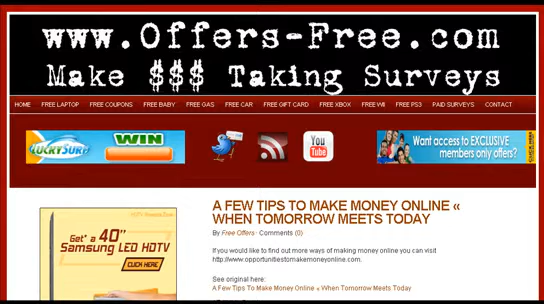 www.Offers-Free.com
Make $$$ Taking Surveys
HOME FREE LAPTOP FREE COUPONS FREE BABY FREE GAS FREE CAR FREE GIFT CARD FREE XBOX FREE WII FREE PS3 PAID SURVEYS CONTACT
LUCKYSURF WIN
You Tube
Want access to EXCLUSIVE
members only offers?
A FEW TIPS TO MAKE MONEY ONLINE «
WHEN TOMORROW MEETS TODAY
By Free Offers · Comments (0)
Get* a 40"
Samsung LED HDTV
CLICK HERE
If you would like to find out more ways of making money online you can visit
http://www.opportunitiestomakemoneyonline.com.
See original here:
A Few Tips To Make Money Online « When Tomorrow Meets Today